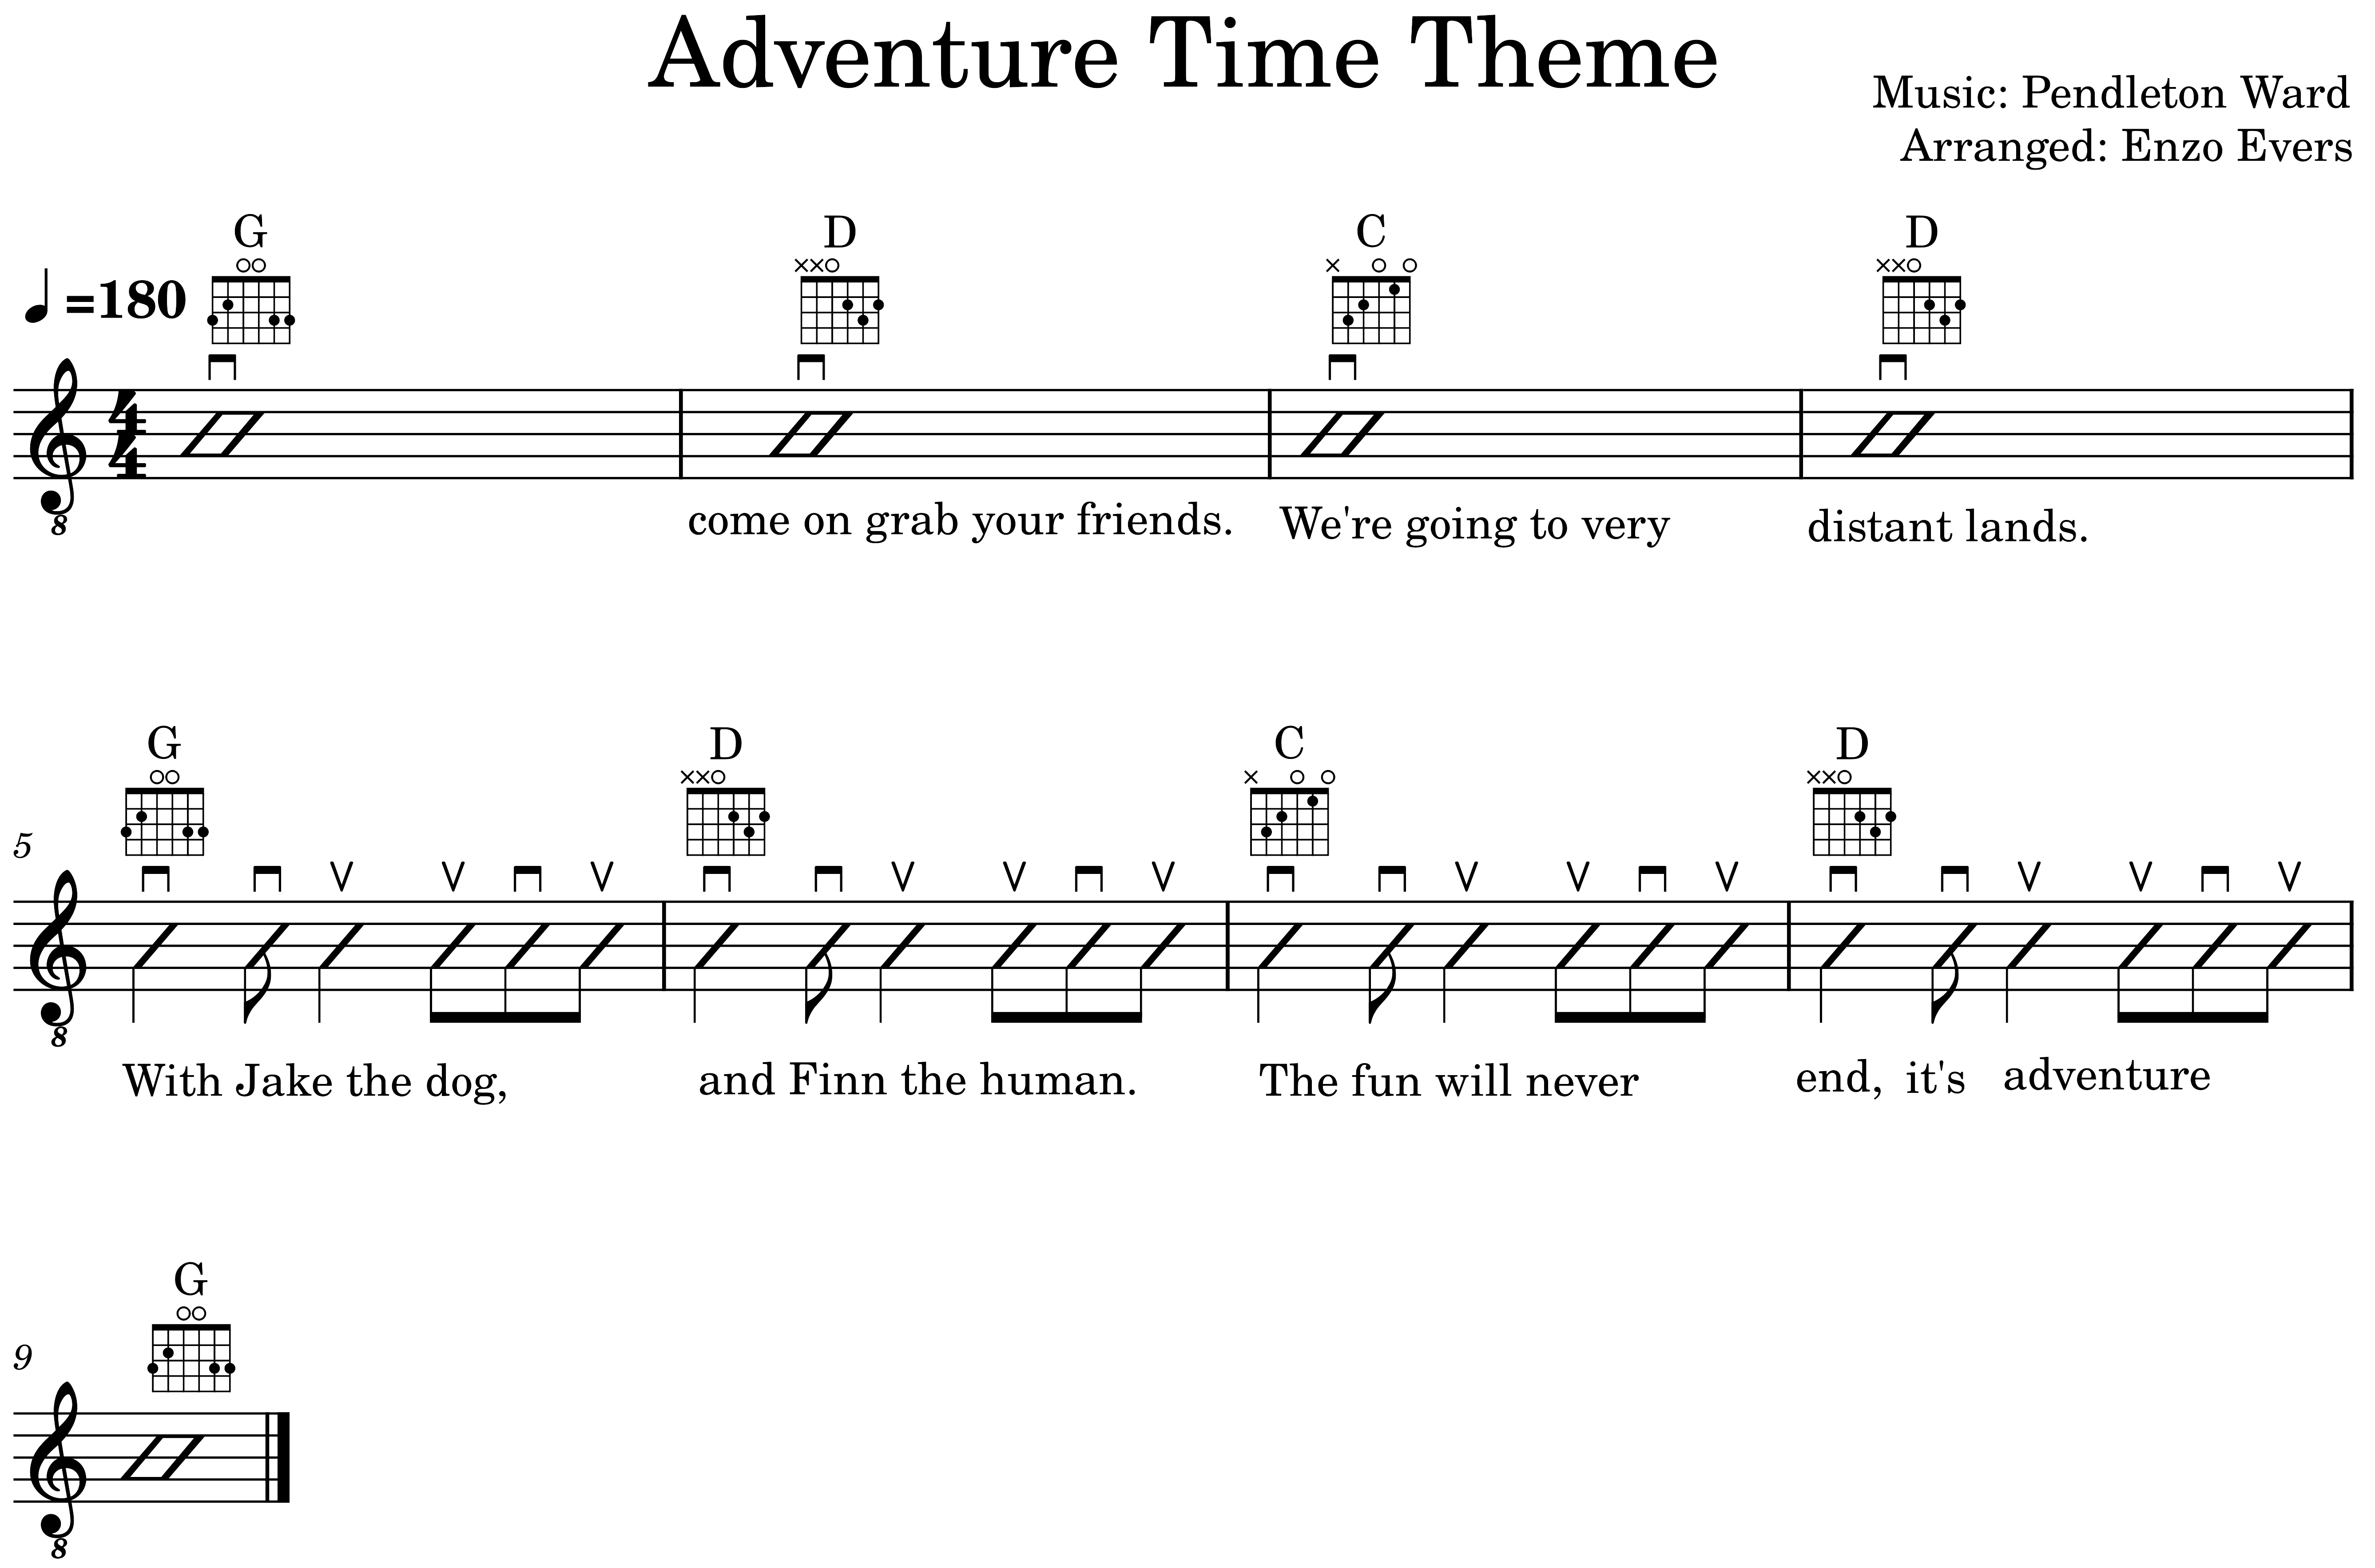 Adventure Time Theme
Music: Pendleton Ward
Arranged: Enzo Evers
G D C D
♩=180
4
4
8
come on grab your friends. We're going to very distant lands.
G D C D
5
8
With Jake the dog, and Finn the human. The fun will never end, it's adventure
G
9
8